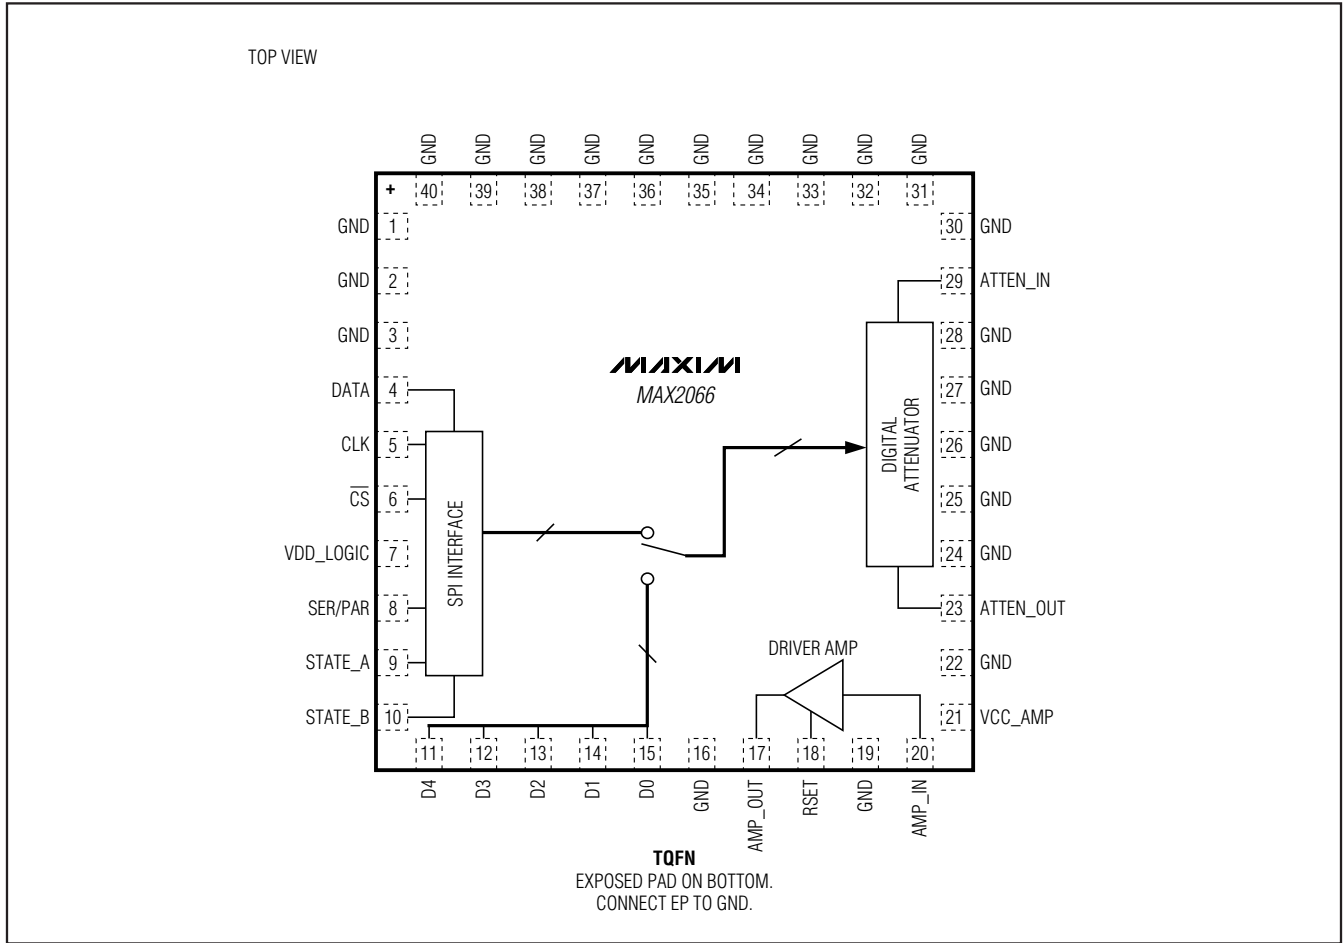 TOP VIEW
GND GND GND GND GND GND GND GND GND GND
+ 40 39 38 37 36 35 34 33 32 31
GND 1
GND 2
GND 3
DATA 4
CLK 5
CS 6
VDD_LOGIC 7
SER/PAR 8
STATE_A 9
STATE_B 10
SPI INTERFACE
MAXIM
MAX2066
DIGITAL
ATTENUATOR
DRIVER AMP
30 GND
29 ATTEN_IN
28 GND
27 GND
26 GND
25 GND
24 GND
23 ATTEN_OUT
22 GND
21 VCC_AMP
11 12 13 14 15 16 17 18 19 20
D4 D3 D2 D1 D0 GND AMP_OUT RSET GND AMP_IN
TQFN
EXPOSED PAD ON BOTTOM.
CONNECT EP TO GND.